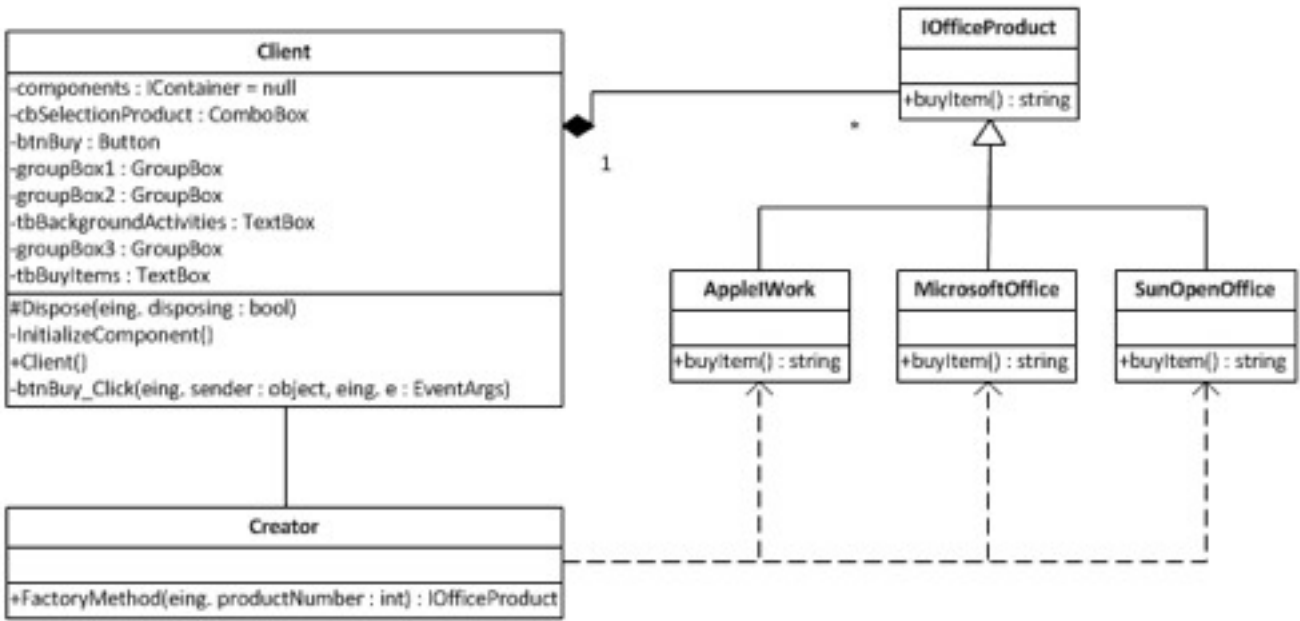 Client
-components : IContainer = null
-cbSelectionProduct : ComboBox
-btnBuy : Button
-groupBox1 : GroupBox
-groupBox2 : GroupBox
-tbBackgroundActivities : TextBox
-groupBox3 : GroupBox
-tbBuyItems : TextBox
#Dispose(eing. disposing : bool)
-InitializeComponent()
+Client()
-btnBuy_Click(eing. sender : object, eing. e : EventArgs)
1
*
IOfficeProduct
+buyItem() : string
AppleIWork
+buyItem() : string
MicrosoftOffice
+buyItem() : string
SunOpenOffice
+buyItem() : string
Creator
+FactoryMethod(eing. productNumber : int) : IOfficeProduct